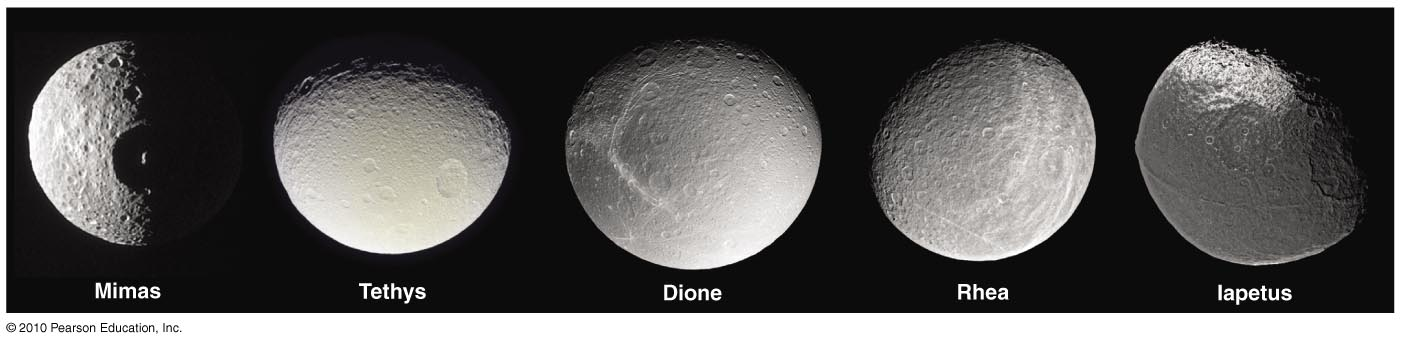 Mimas Tethys Dione Rhea Iapetus
© 2010 Pearson Education, Inc.